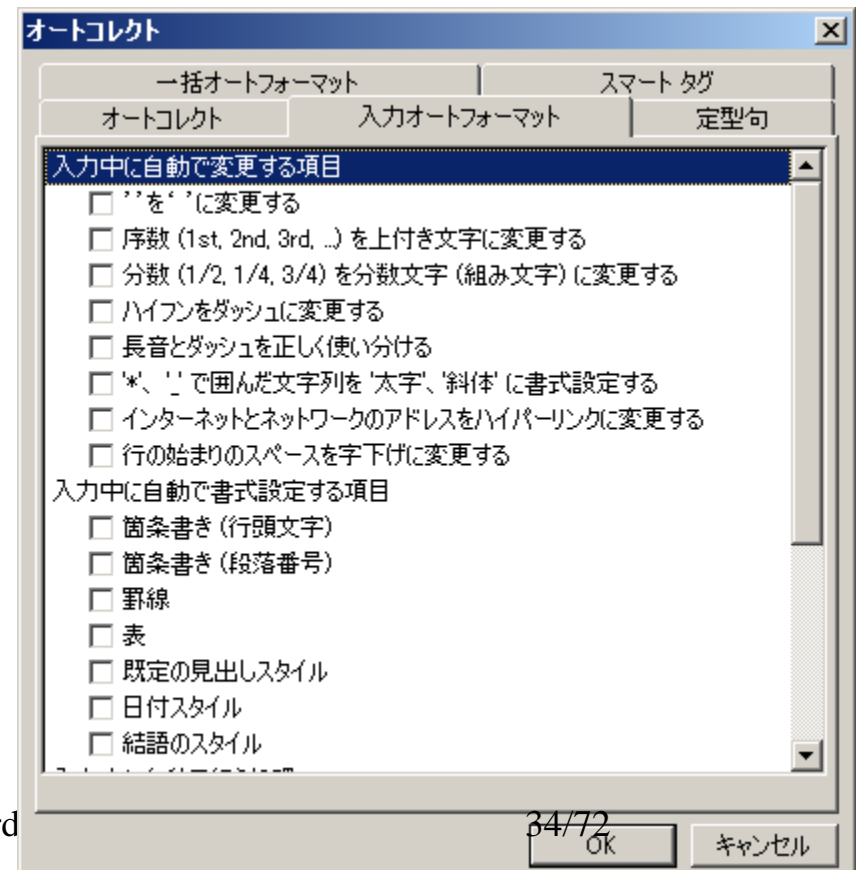 オートコレクト
一括オートフォーマット スマート タグ
オートコレクト 入力オートフォーマット 定型句
入力中に自動で変更する項目
' ' を ‘ ’ に変更する
序数 (1st, 2nd, 3rd, ...) を上付き文字に変更する
分数 (1/2, 1/4, 3/4) を分数文字 (組み文字) に変更する
ハイフンをダッシュに変更する
長音とダッシュを正しく使い分ける
'*'、'_' で囲んだ文字列を '太字'、'斜体' に書式設定する
インターネットとネットワークのアドレスをハイパーリンクに変更する
行の始まりのスペースを字下げに変更する
入力中に自動で書式設定する項目
箇条書き (行頭文字)
箇条書き (段落番号)
罫線
表
既定の見出しスタイル
日付スタイル
結語のスタイル
rd 34/72
OK キャンセル